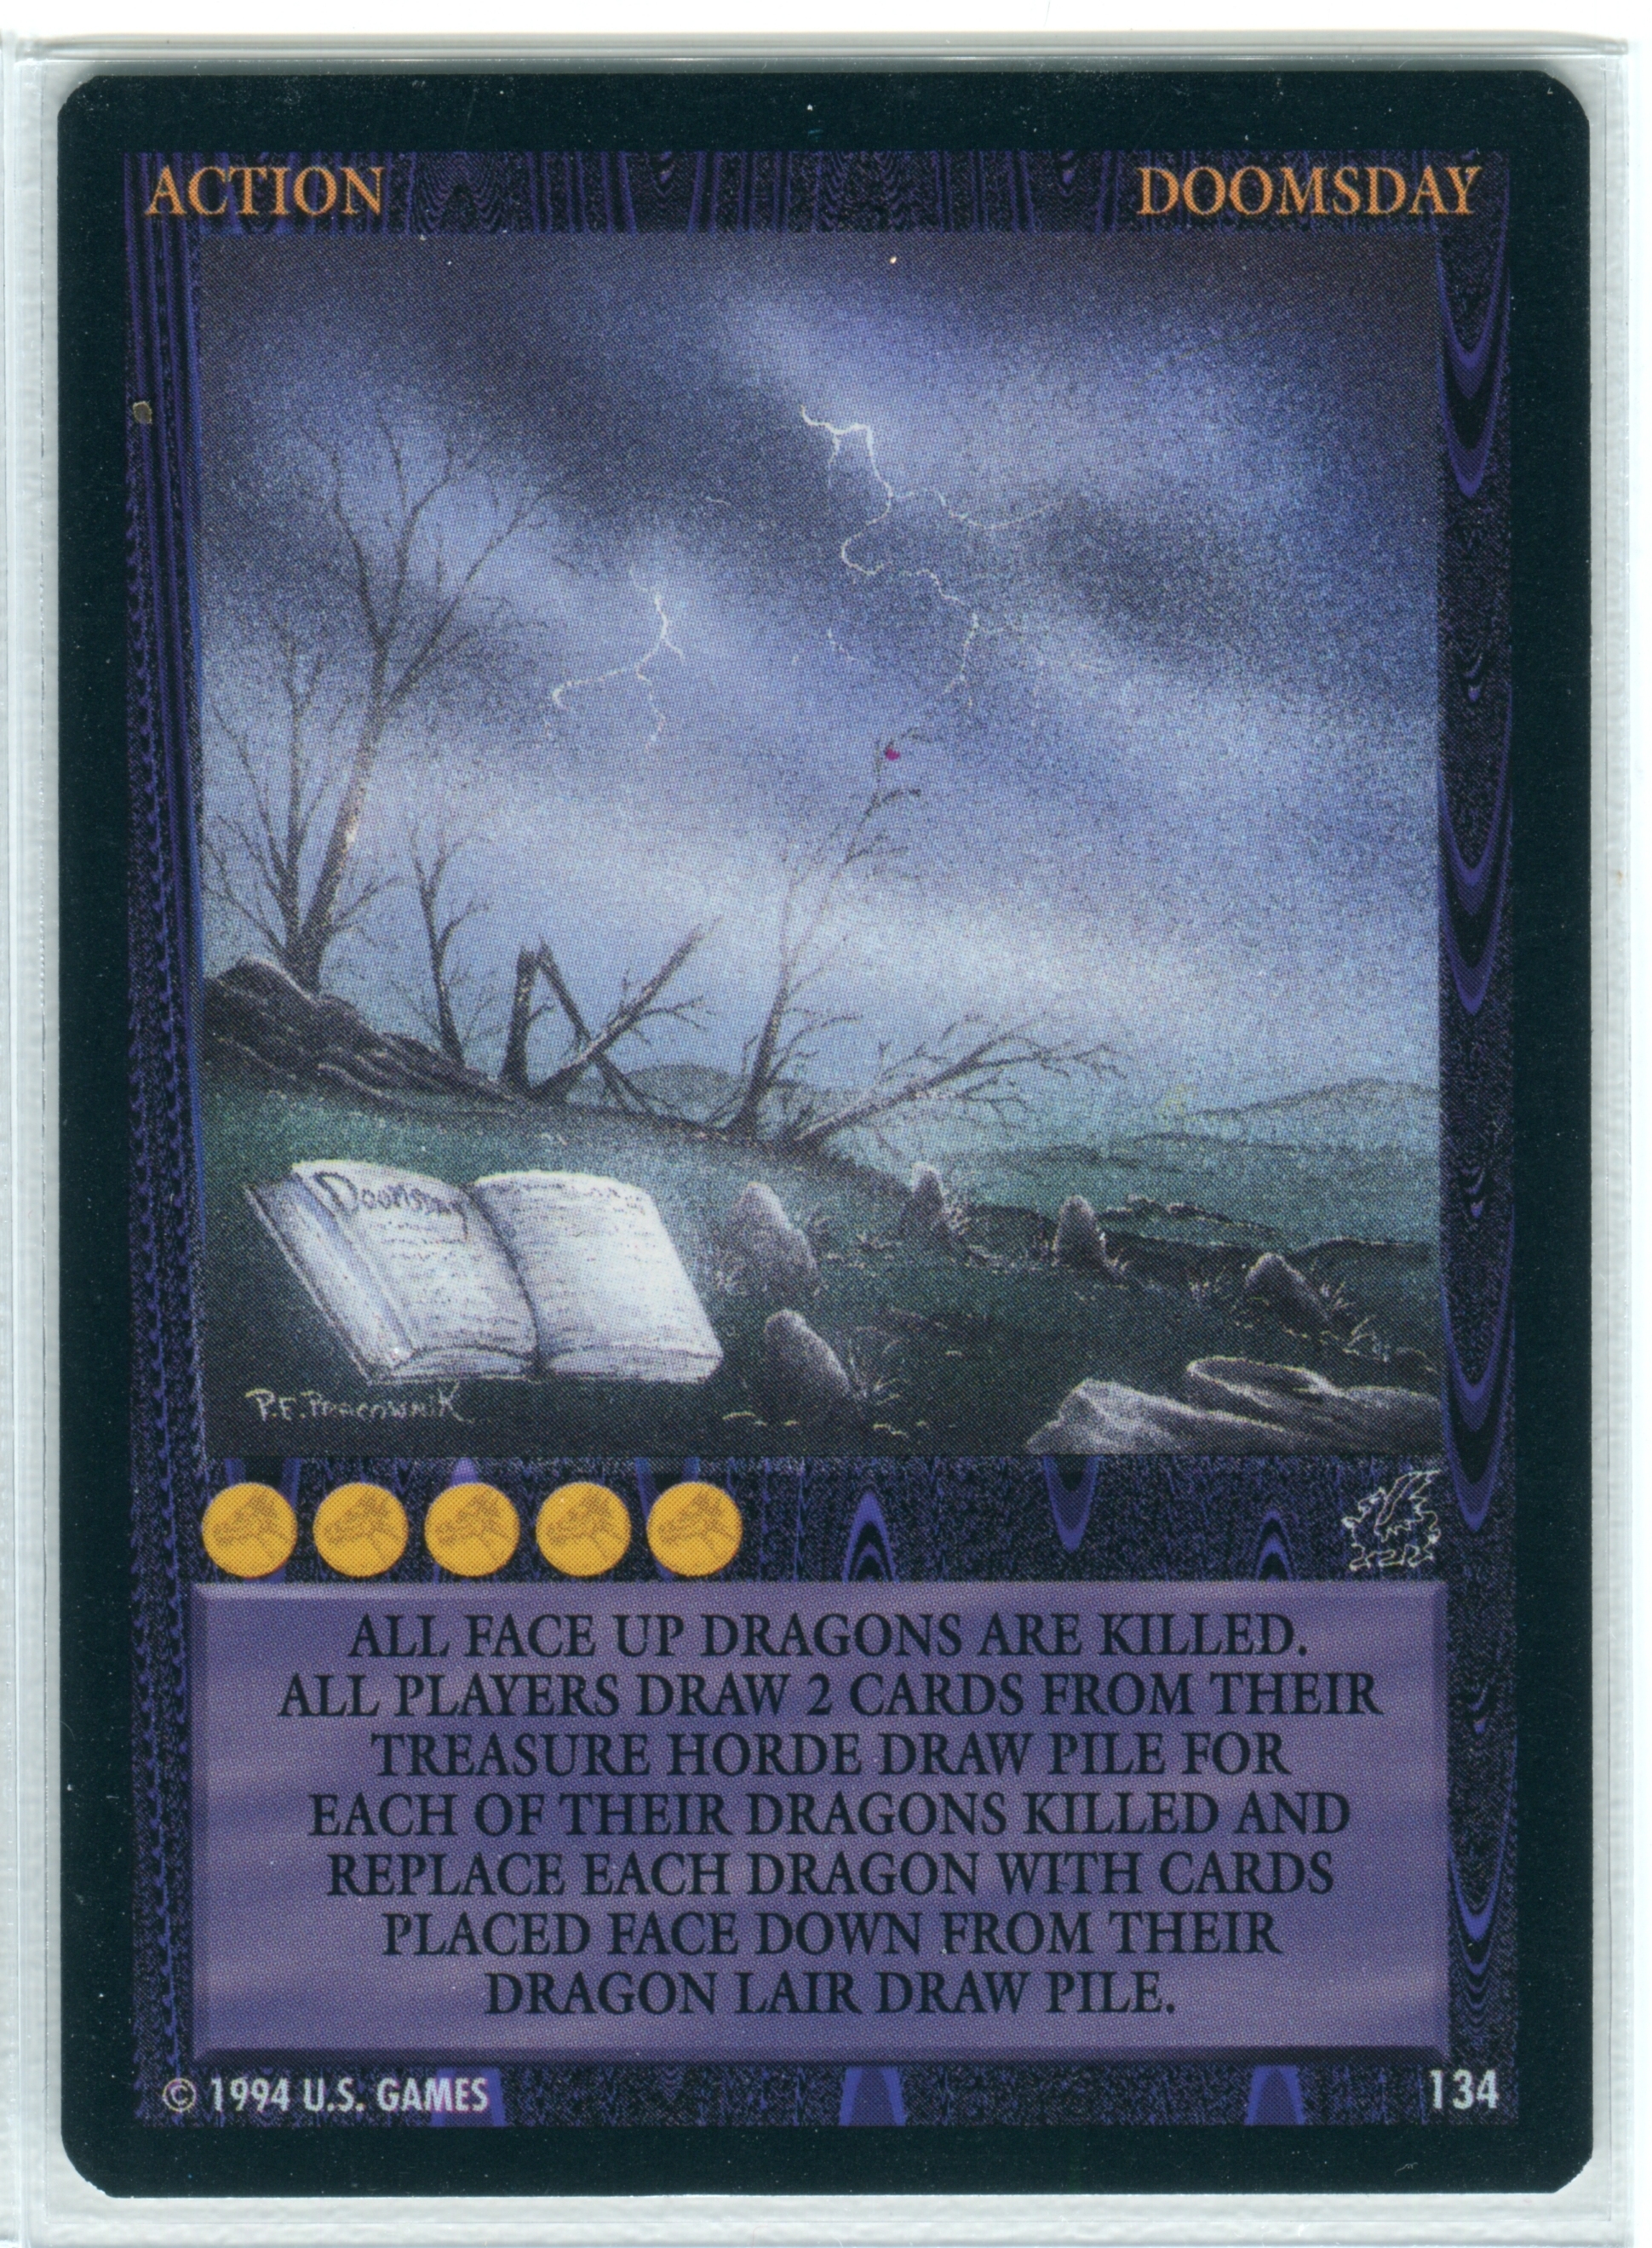 ACTION
DOOMSDAY
Doomsday
P.E. PRACOWNIK
ALL FACE UP DRAGONS ARE KILLED.
ALL PLAYERS DRAW 2 CARDS FROM THEIR
TREASURE HORDE DRAW PILE FOR
EACH OF THEIR DRAGONS KILLED AND
REPLACE EACH DRAGON WITH CARDS
PLACED FACE DOWN FROM THEIR
DRAGON LAIR DRAW PILE.
© 1994 U.S. GAMES
134